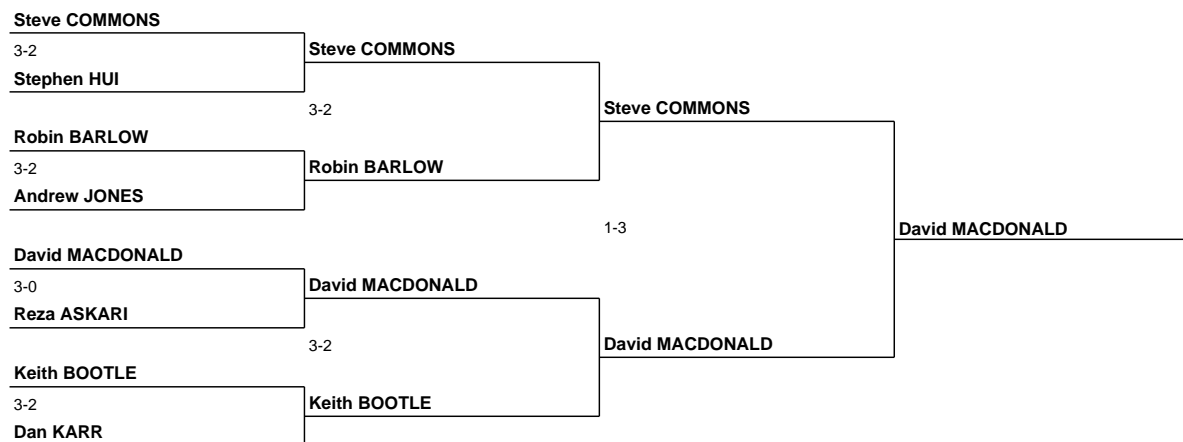 Steve COMMONS
3-2
Steve COMMONS
Stephen HUI
3-2
Steve COMMONS
Robin BARLOW
3-2
Robin BARLOW
Andrew JONES
1-3
David MACDONALD
David MACDONALD
3-0
David MACDONALD
Reza ASKARI
3-2
David MACDONALD
Keith BOOTLE
3-2
Keith BOOTLE
Dan KARR